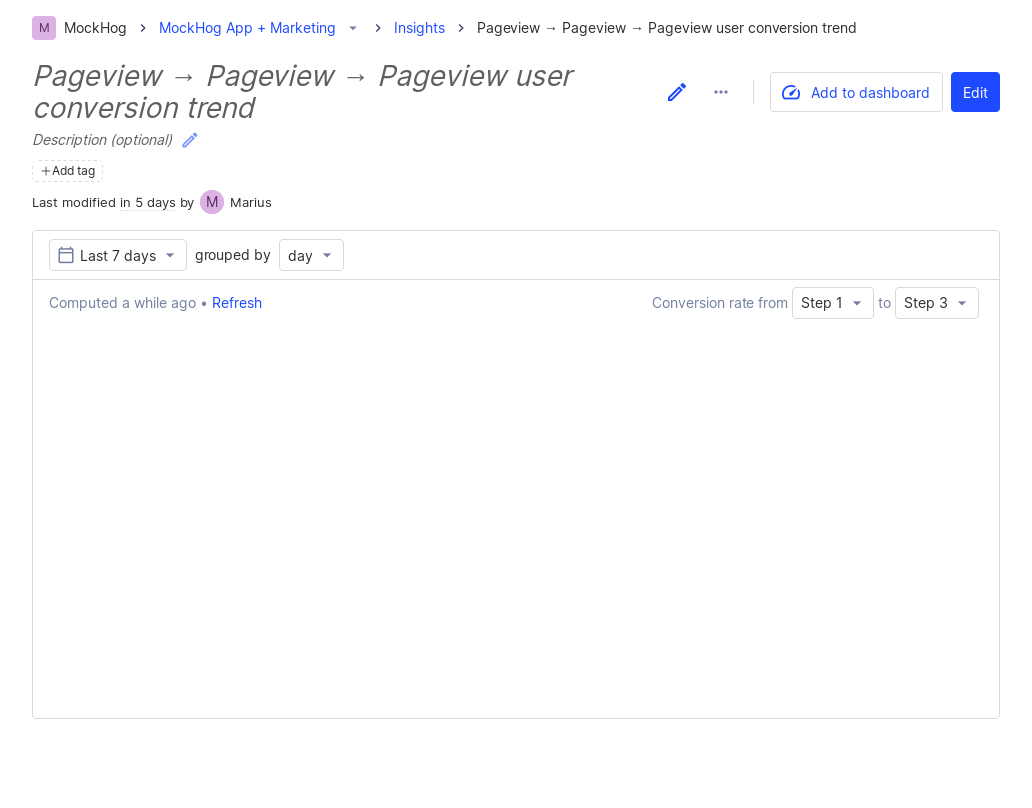 M MockHog MockHog App + Marketing Insights Pageview → Pageview → Pageview user conversion trend
Pageview → Pageview → Pageview user
conversion trend
Add to dashboard Edit
Description (optional)
+Add tag
Last modified in 5 days by M Marius
Last 7 days grouped by day
Computed a while ago • Refresh Conversion rate from Step 1 to Step 3